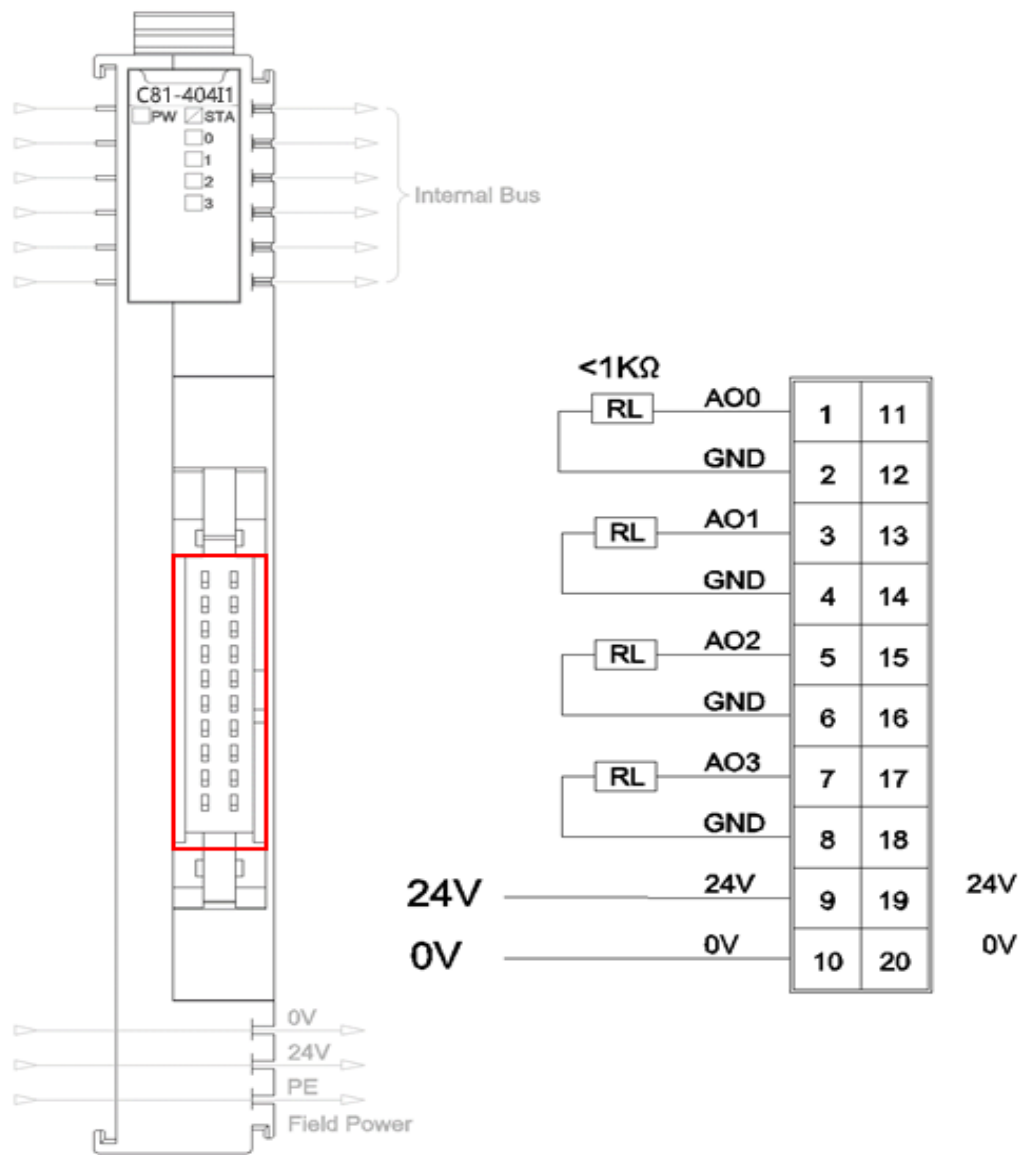 C81-404I1
PW STA
0
1
2
3
Internal Bus
<1KΩ
RL AO0 1 11
GND 2 12
RL AO1 3 13
GND 4 14
RL AO2 5 15
GND 6 16
RL AO3 7 17
GND 8 18
24V 24V 9 19 24V
0V 0V 10 20 0V
0V
24V
PE
Field Power